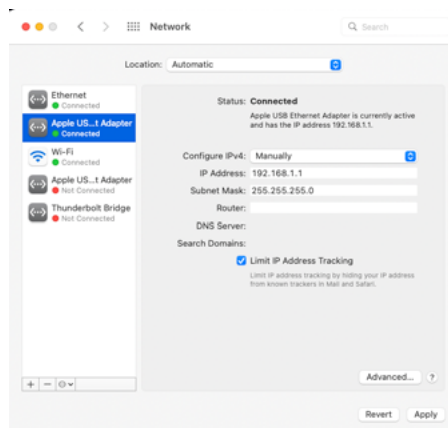 Network
Search
Location: Automatic
Ethernet
Connected
Apple US...t Adapter
Connected
Wi-Fi
Connected
Apple US...t Adapter
Not Connected
Thunderbolt Bridge
Not Connected
Status: Connected
Apple USB Ethernet Adapter is currently active
and has the IP address 192.168.1.1.
Configure IPv4: Manually
IP Address: 192.168.1.1
Subnet Mask: 255.255.255.0
Router:
DNS Server:
Search Domains:
Limit IP Address Tracking
Limit IP address tracking by hiding your IP address
from known trackers in Mail and Safari.
Advanced... ?
Revert Apply